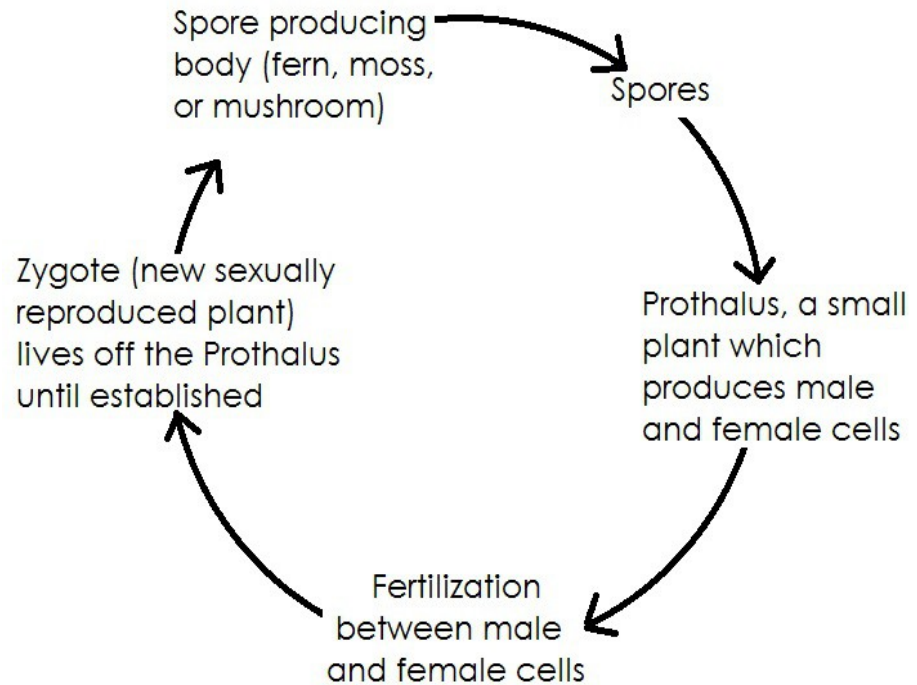 Spore producing
body (fern, moss,
or mushroom)
Spores
Prothalus, a small
plant which
produces male
and female cells
Fertilization
between male
and female cells
Zygote (new sexually
reproduced plant)
lives off the Prothalus
until established